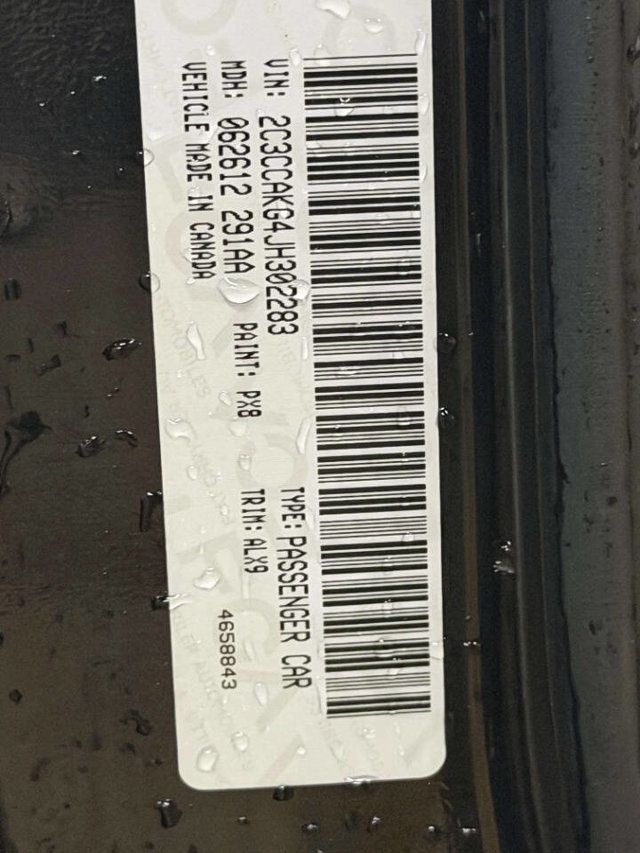 VIN: 2C3CCAKG4JH302283 TYPE: PASSENGER CAR
MDH: 062612 291AA PAINT: PX8 TRIM: ALX9
VEHICLE MADE IN CANADA 4658843